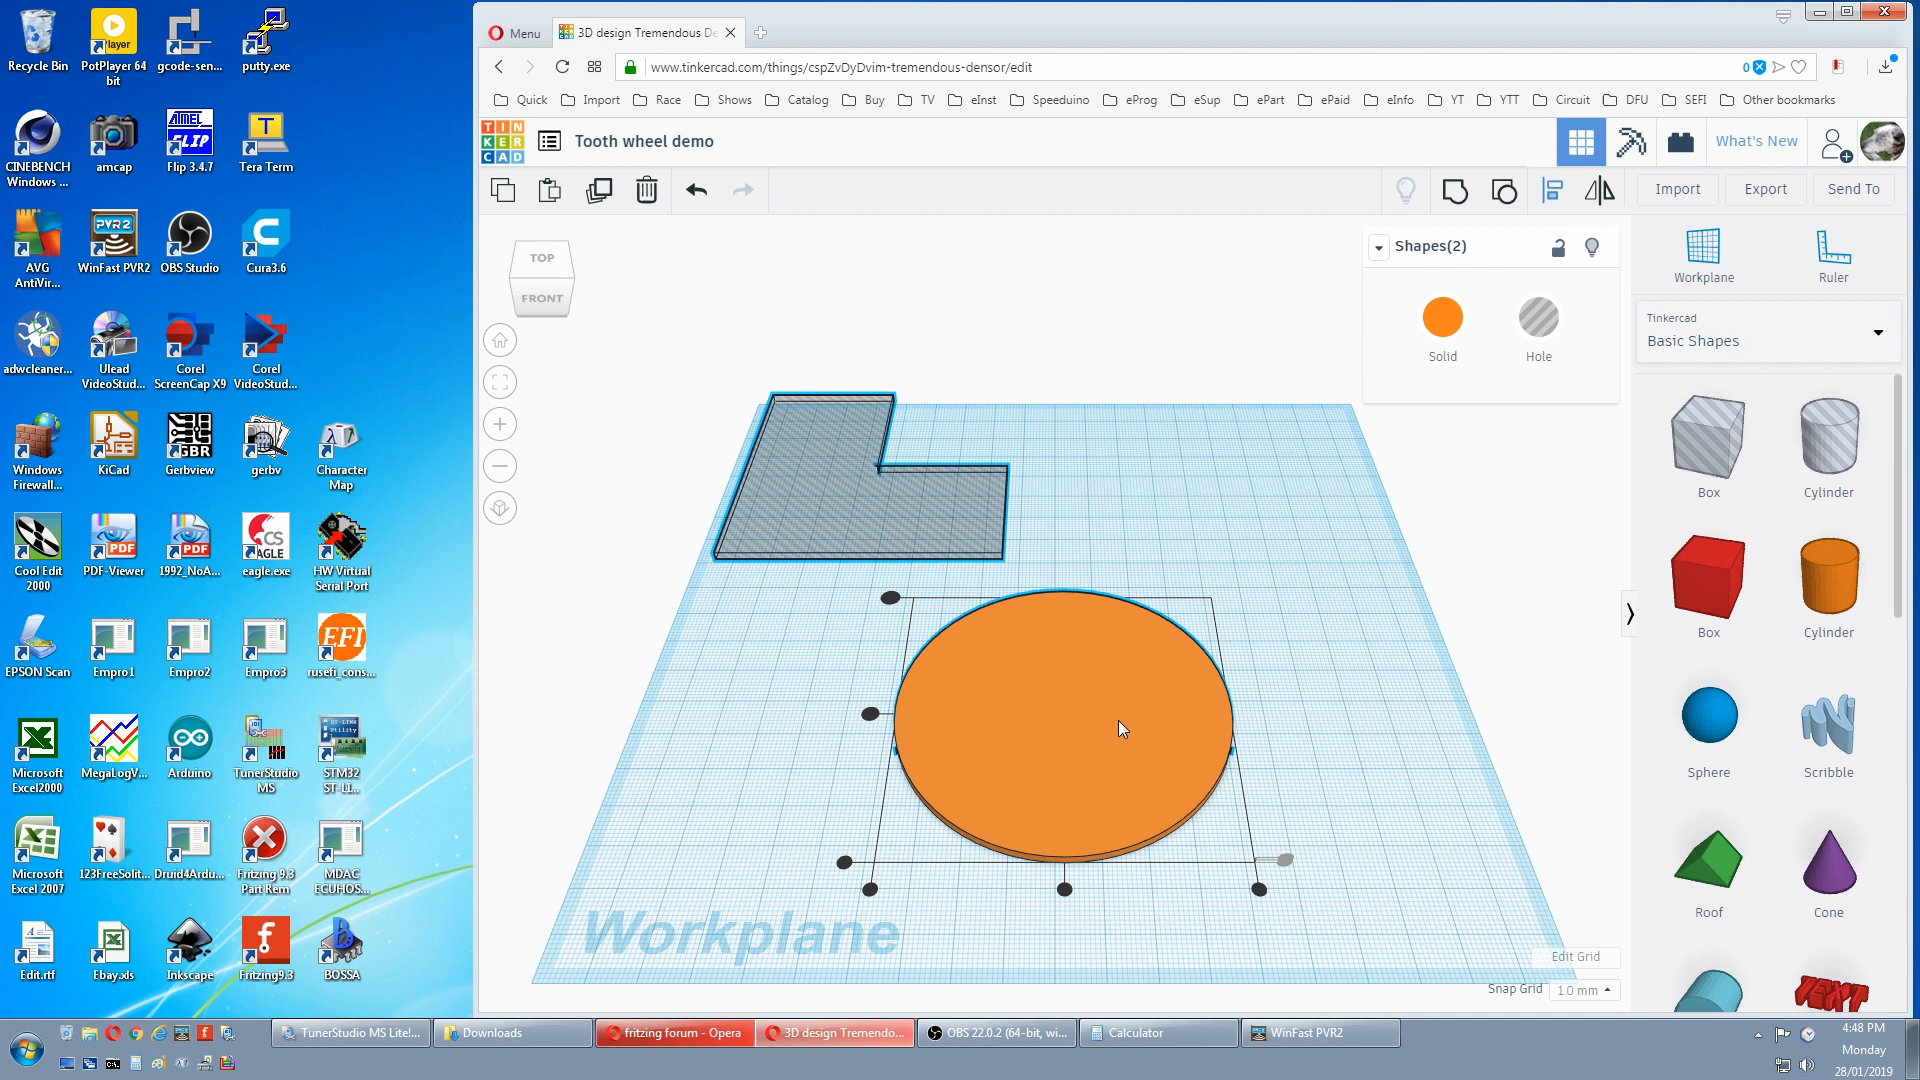 Recycle Bin
PotPlayer 64 bit
gcode-sen...
putty.exe
CINEBENCH Windows ...
amcap
Flip 3.4.7
Tera Term
AVG AntiVir...
WinFast PVR2
OBS Studio
Cura3.6
adwcleaner...
Ulead VideoStud...
Corel ScreenCap X9
Corel VideoStud...
Windows Firewall...
KiCad
Gerbview
gerbv
Character Map
Cool Edit 2000
PDF-Viewer
1992_NoA...
eagle.exe
HW Virtual Serial Port
EPSON Scan
Empro1
Empro2
Empro3
rusefi_cons...
Microsoft Excel2000
MegaLogV...
Arduino
TunerStudio MS
STM32 ST-LI...
Microsoft Excel 2007
123FreeSolit...
Druid4Ardu...
Fritzing 9.3 Part Rem
MDAC ECUHOS...
Edit.rtf
Ebay.xls
Inkscape
Fritzing9.3
BOSSA
Menu
3D design Tremendous De
www.tinkercad.com/things/cspZvDyDvim-tremendous-densor/edit
0
Quick Import Race Shows Catalog Buy TV eInst Speeduino eProg eSup ePart ePaid eInfo YT YTT Circuit DFU SEFI Other bookmarks
TINKERCAD
Tooth wheel demo
What's New
Import
Export
Send To
TOP
FRONT
Shapes(2)
Solid
Hole
Workplane
Ruler
Tinkercad
Basic Shapes
Box
Cylinder
Box
Cylinder
Sphere
Scribble
Roof
Cone
TEXT
Workplane
Edit Grid
Snap Grid 1.0 mm
TunerStudio MS Lite!...
Downloads
fritzing forum - Opera
3D design Tremendo...
OBS 22.0.2 (64-bit, wi...
Calculator
WinFast PVR2
4:48 PM
Monday
28/01/2019